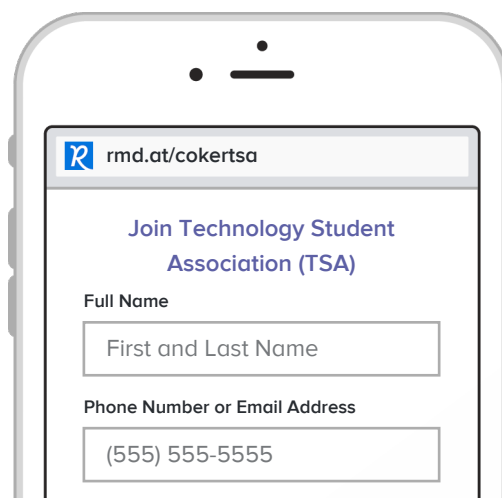 rmd.at/cokertsa
Join Technology Student
Association (TSA)
Full Name
First and Last Name
Phone Number or Email Address
(555) 555-5555